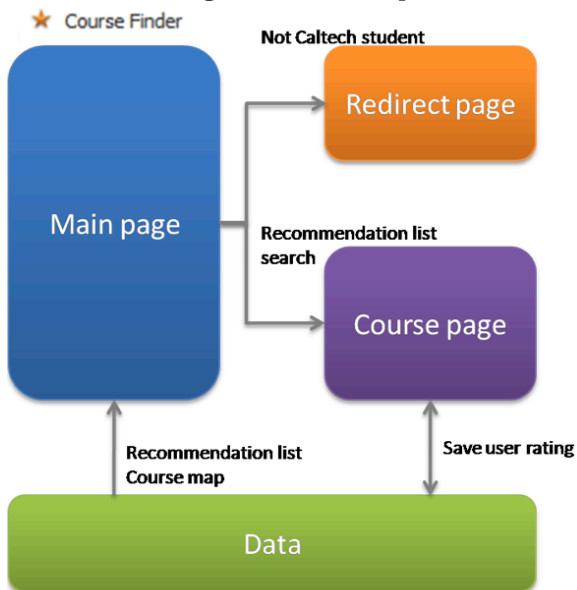 Course Finder
Not Caltech student
Redirect page
Main page
Recommendation list
search
Course page
Recommendation list
Course map
Save user rating
Data